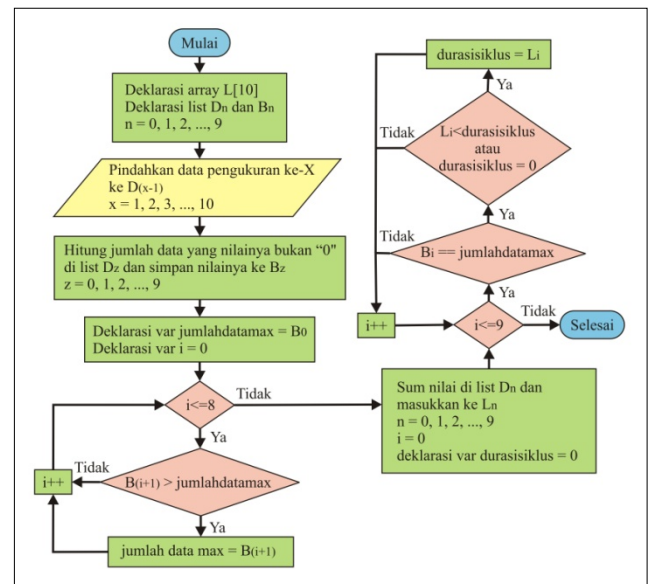 Mulai
Deklarasi array L[10]
Deklarasi list Dn dan Bn
n = 0, 1, 2, ..., 9
Pindahkan data pengukuran ke-X
ke D(x-1)
x = 1, 2, 3, ..., 10
Hitung jumlah data yang nilainya bukan “0"
di list Dz dan simpan nilainya ke Bz
z = 0, 1, 2, ..., 9
Deklarasi var jumlahdatamax = B0
Deklarasi var i = 0
i<=8
Tidak
Ya
B(i+1) > jumlahdatamax
Tidak
i++
Ya
jumlah data max = B(i+1)
Sum nilai di list Dn dan
masukkan ke Ln
n = 0, 1, 2, ..., 9
i = 0
deklarasi var durasisiklus = 0
i<=9
Tidak
Selesai
i++
Ya
Bi == jumlahdatamax
Tidak
Ya
Li<durasisiklus
atau
durasisiklus = 0
Tidak
Ya
durasisiklus = Li